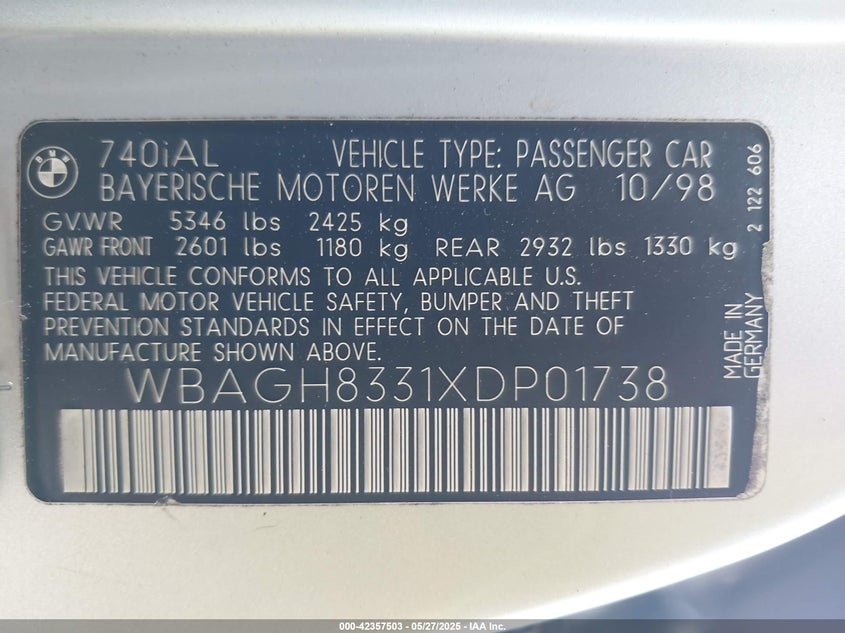 BMW
740iAL VEHICLE TYPE: PASSENGER CAR
BAYERISCHE MOTOREN WERKE AG 10/98
GVWR 5346 lbs 2425 kg
GAWR FRONT 2601 lbs 1180 kg REAR 2932 lbs 1330 kg
THIS VEHICLE CONFORMS TO ALL APPLICABLE U.S.
FEDERAL MOTOR VEHICLE SAFETY, BUMPER AND THEFT
PREVENTION STANDARDS IN EFFECT ON THE DATE OF
MANUFACTURE SHOWN ABOVE.
WBAGH8331XDP01738
2 122 606
MADE IN
GERMANY
000-42357503 - 05/27/2025 - IAA Inc.